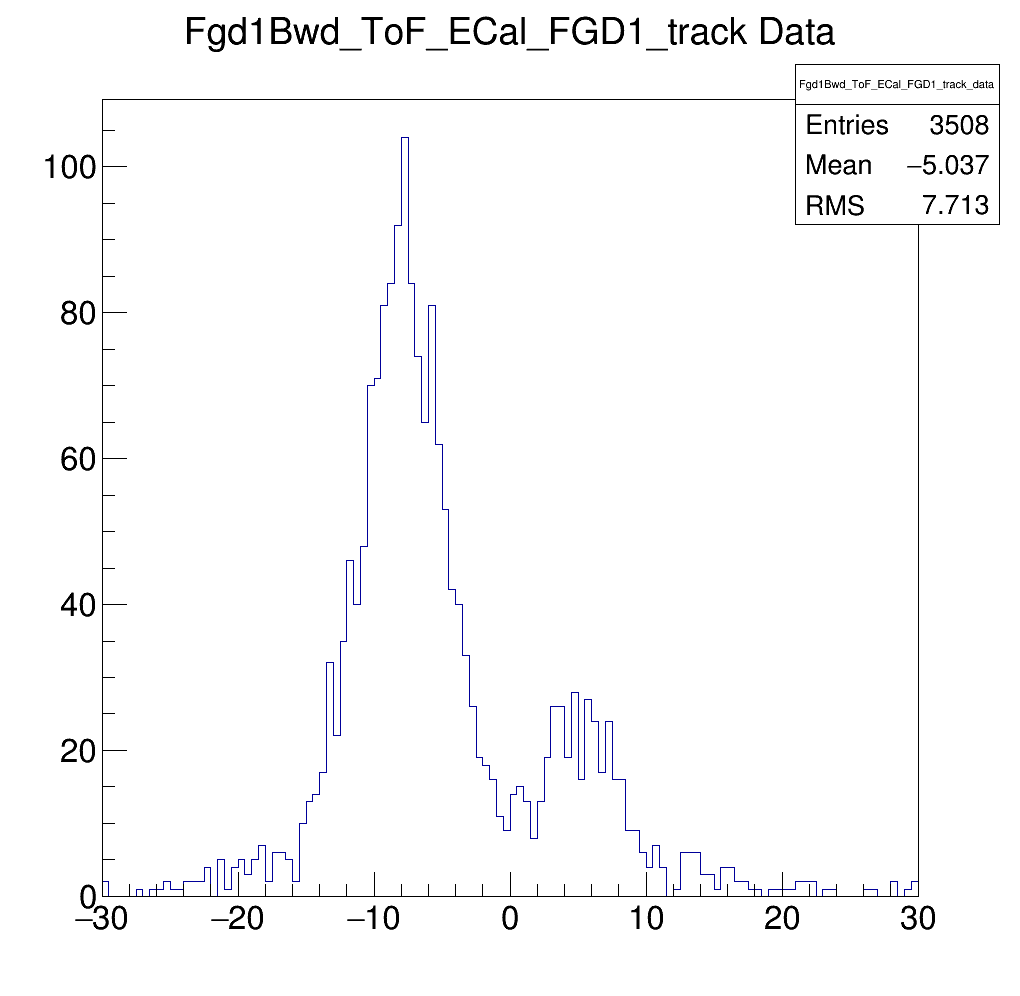 Fgd1Bwd_ToF_ECal_FGD1_track Data
Fgd1Bwd_ToF_ECal_FGD1_track_data
Entries 3508
Mean −5.037
RMS 7.713
100
80
60
40
20
0
−30 −20 −10 0 10 20 30